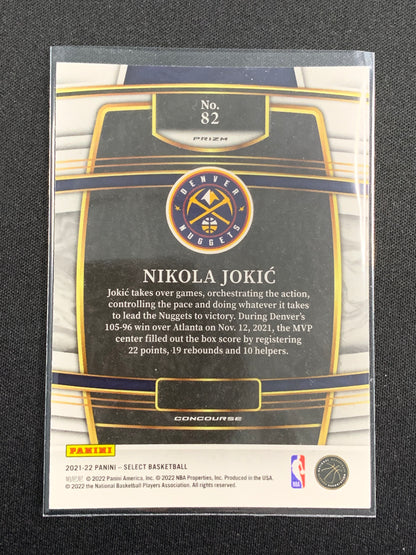 No.
82
PRIZM
DENVER
NUGGETS
NIKOLA JOKIĆ
Jokić takes over games, orchestrating the action,
controlling the pace and doing whatever it takes
to lead the Nuggets to victory. During Denver's
105-96 win over Atlanta on Nov. 12, 2021, the MVP
center filled out the box score by registering
22 points, 19 rebounds and 10 helpers.
CONCOURSE
PANINI
2021-22 PANINI – SELECT BASKETBALL
© 2022 Panini America, Inc. © 2022 NBA Properties, Inc. Produced in the USA.
© 2022 the National Basketball Players Association. All rights reserved.
NBA